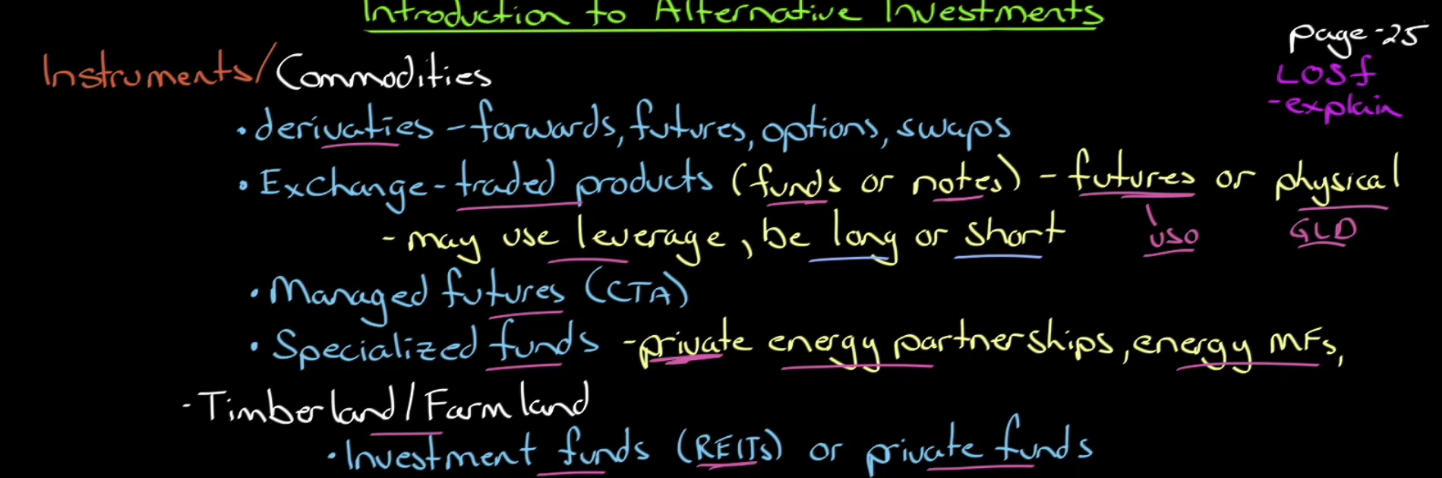 Introduction to Alternative Investments
page-25
Instruments/Commodities
LOS f
-explain
• derivaties - forwards, futures, options, swaps
• Exchange-traded products (funds or notes) - futures or physical
- may use leverage, be long or short
USO
GLD
• Managed futures (CTA)
• Specialized funds - private energy partnerships, energy MFs,
- Timberland/Farmland
• Investment funds (REITs) or private funds